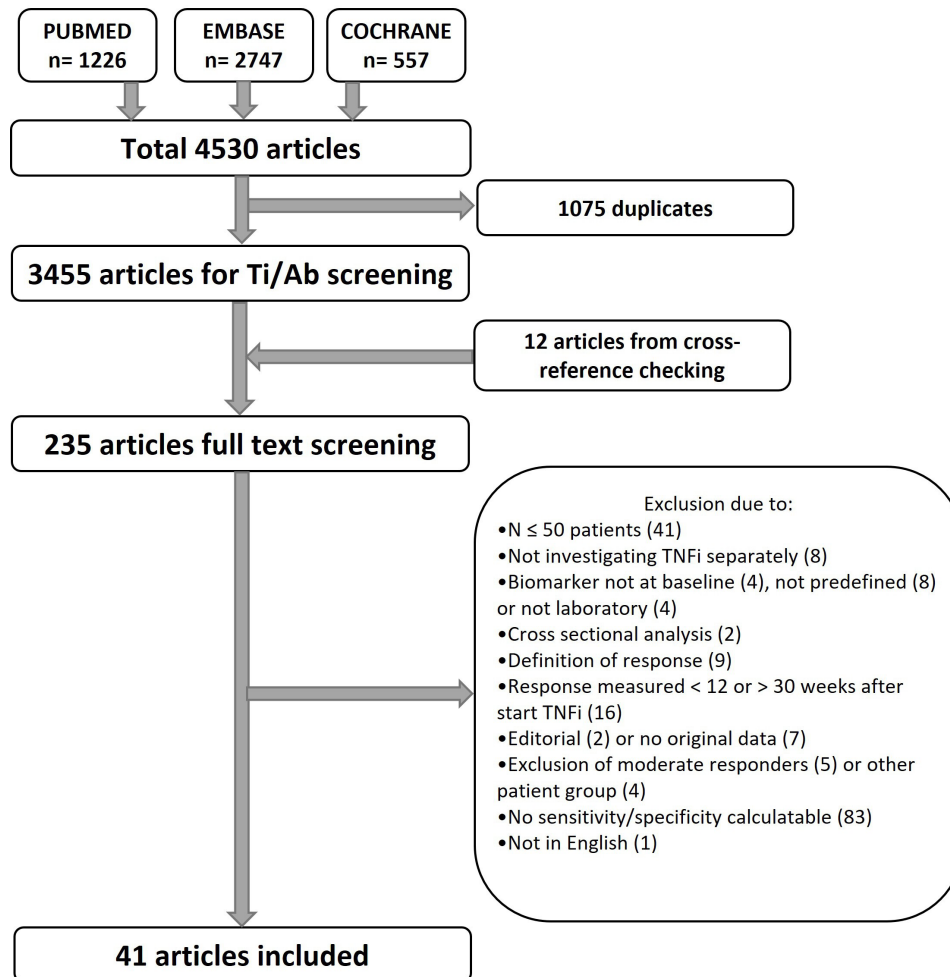 PUBMED
n= 1226
EMBASE
n= 2747
COCHRANE
n= 557
Total 4530 articles
1075 duplicates
3455 articles for Ti/Ab screening
12 articles from cross-
reference checking
235 articles full text screening
Exclusion due to:
•N ≤ 50 patients (41)
•Not investigating TNFi separately (8)
•Biomarker not at baseline (4), not predefined (8)
or not laboratory (4)
•Cross sectional analysis (2)
•Definition of response (9)
•Response measured < 12 or > 30 weeks after
start TNFi (16)
•Editorial (2) or no original data (7)
•Exclusion of moderate responders (5) or other
patient group (4)
•No sensitivity/specificity calculatable (83)
•Not in English (1)
41 articles included